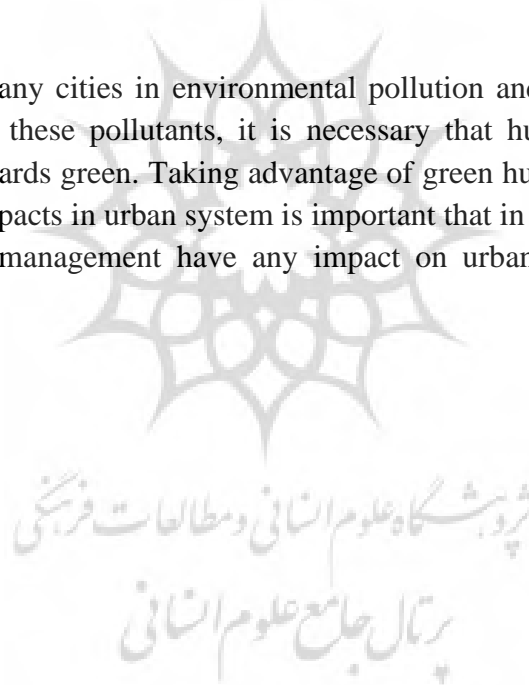 any cities in environmental pollution and
these pollutants, it is necessary that hu
ards green. Taking advantage of green hu
pacts in urban system is important that in
management have any impact on urban
پژوهشگاه علوم انسانی و مطالعات فرهنگی
پرتال جامع علوم انسانی